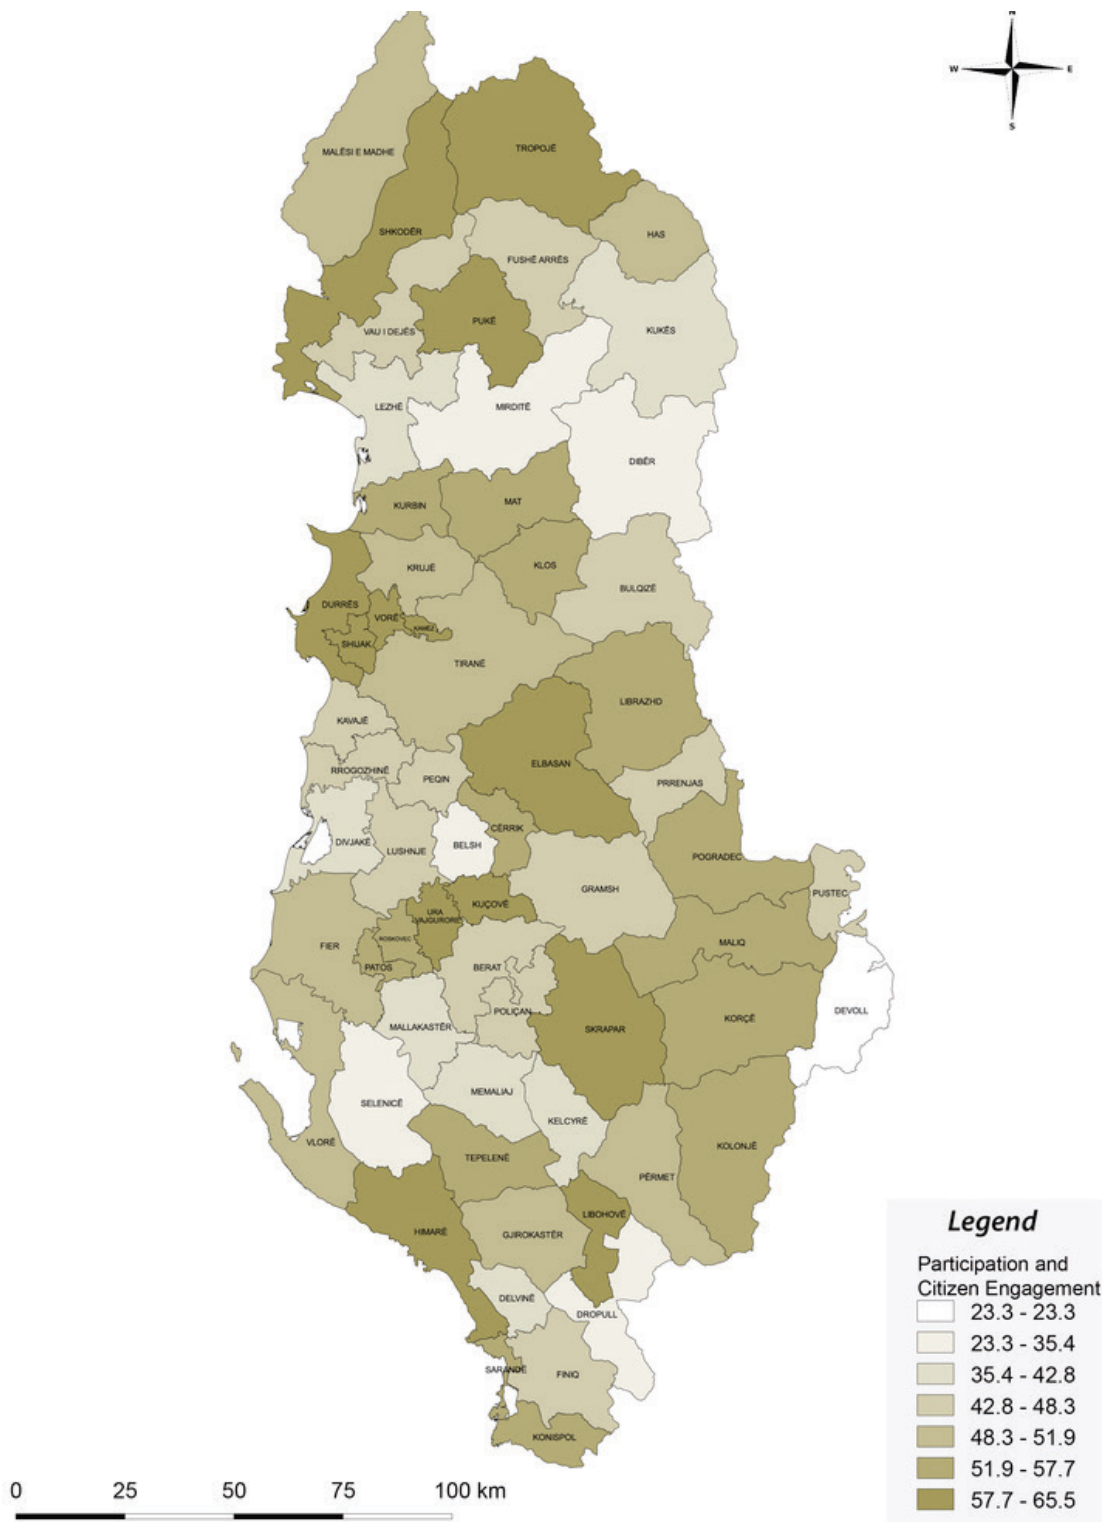 N
W
E
S
MALËSI E MADHE
TROPOJË
SHKODËR
HAS
FUSHË ARRËS
PUKË
VAU I DEJËS
KUKËS
LEZHË
MIRDITË
DIBËR
KURBIN
MAT
KRUJË
KLOS
BULQIZË
DURRËS
VORË
KAMËZ
SHIJAK
TIRANË
LIBRAZHD
KAVAJË
ELBASAN
RROGOZHINË
PEQIN
PRRENJAS
CËRRIK
DIVJAKË
LUSHNJE
BELSH
POGRADEC
GRAMSH
PUSTEC
KUÇOVË
URA
VAJGURORE
ROSKOVEC
FIER
MALIQ
PATOS
BERAT
POLIÇAN
DEVOLL
KORÇË
MALLAKASTËR
SKRAPAR
MEMALIAJ
SELENICË
KELCYRË
VLORË
KOLONJË
TEPELENË
PËRMET
LIBOHOVË
HIMARË
GJIROKASTËR
DELVINË
DROPULL
SARANDË
FINIQ
KONISPOL
Legend
Participation and
Citizen Engagement
23.3 - 23.3
23.3 - 35.4
35.4 - 42.8
42.8 - 48.3
48.3 - 51.9
51.9 - 57.7
57.7 - 65.5
0 25 50 75 100 km